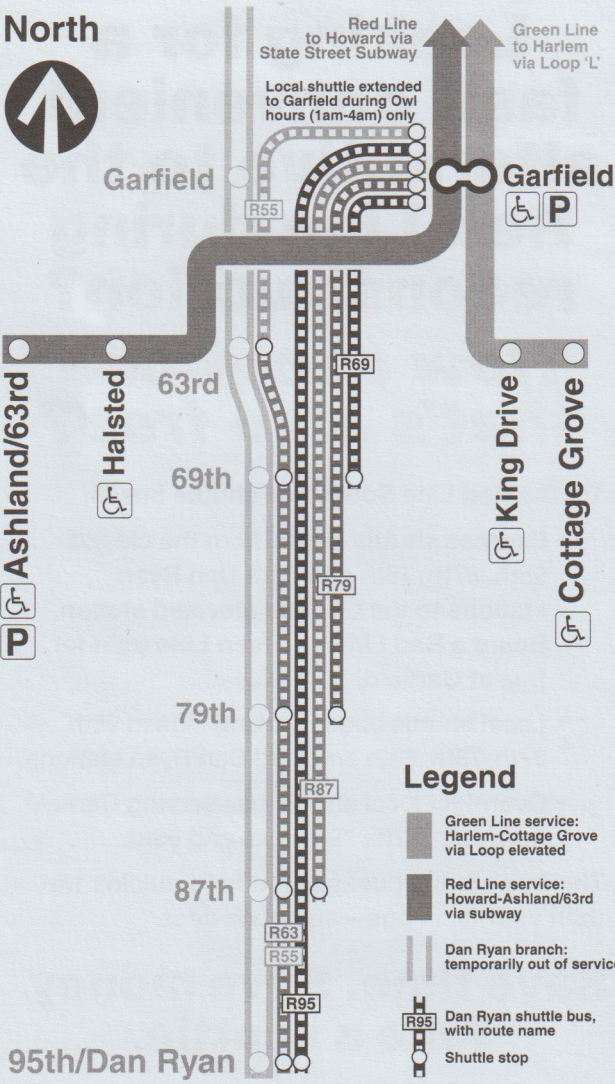 North
Red Line
to Howard via
State Street Subway
Green Line
to Harlem
via Loop 'L'
Local shuttle extended
to Garfield during Owl
hours (1am-4am) only
Garfield
R55
Garfield
P
Ashland/63rd
P
Halsted
63rd
R69
King Drive
Cottage Grove
69th
R79
79th
R87
87th
R63
R55
R95
95th/Dan Ryan
Legend
Green Line service:
Harlem-Cottage Grove
via Loop elevated
Red Line service:
Howard-Ashland/63rd
via subway
Dan Ryan branch:
temporarily out of service
R95
Dan Ryan shuttle bus,
with route name
Shuttle stop